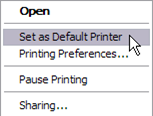 Open
Set as Default Printer
Printing Preferences...
Pause Printing
Sharing...